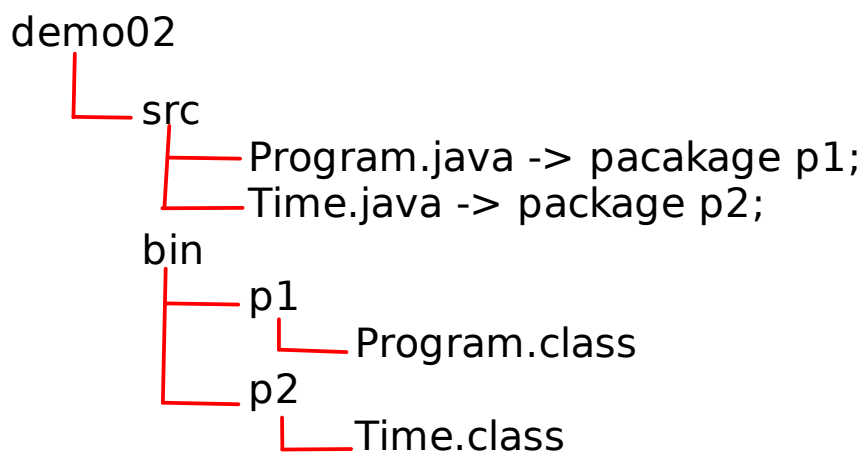 demo02
src
Program.java -> pacakage p1;
Time.java -> package p2;
bin
p1
Program.class
p2
Time.class